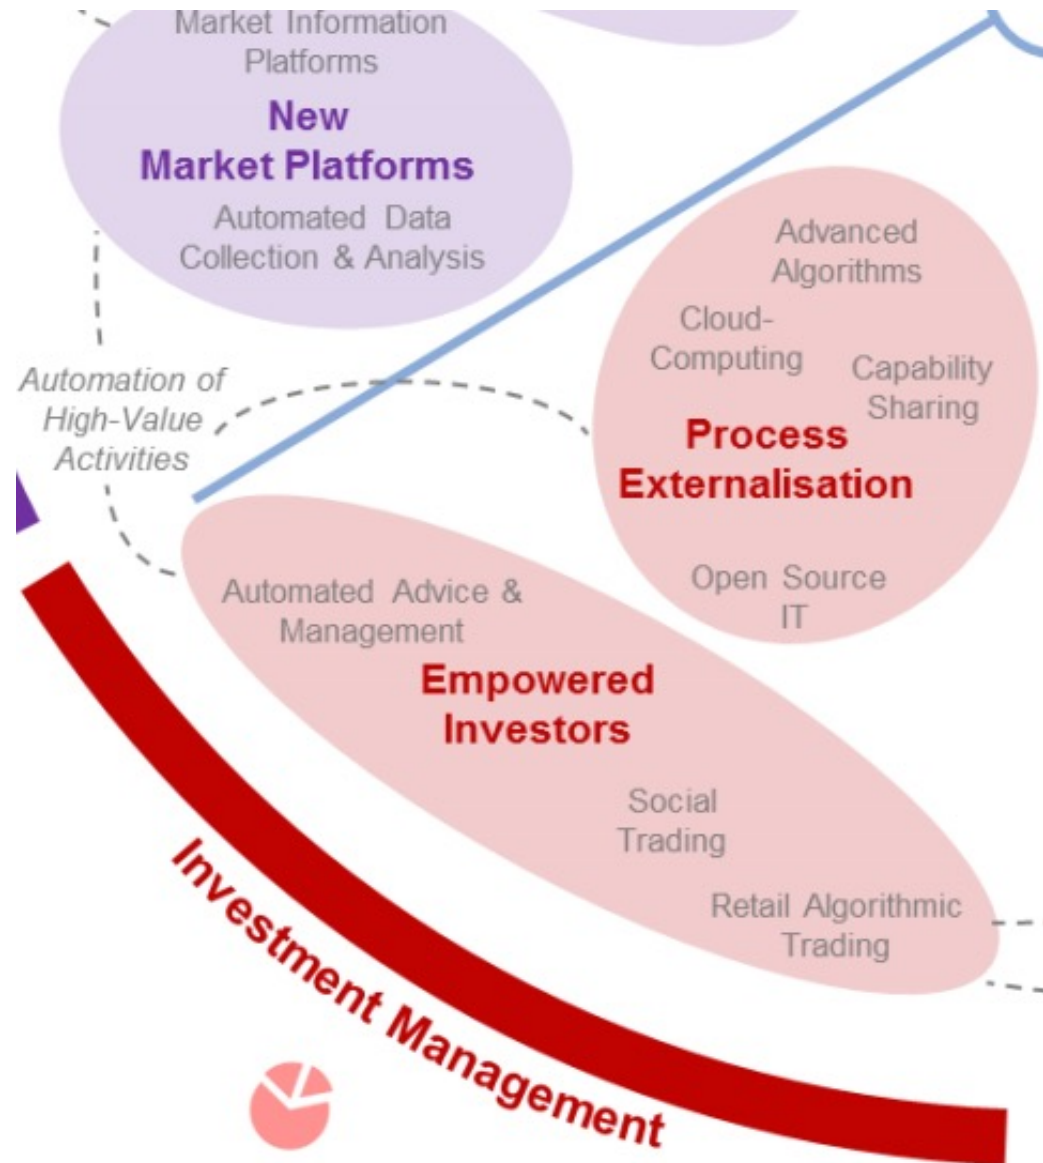 Market Information
Platforms
New
Market Platforms
Automated Data
Collection & Analysis
Automation of
High-Value
Activities
Advanced
Algorithms
Cloud-
Computing
Capability
Sharing
Process
Externalisation
Open Source
IT
Automated Advice &
Management
Empowered
Investors
Social
Trading
Retail Algorithmic
Trading
Investment Management